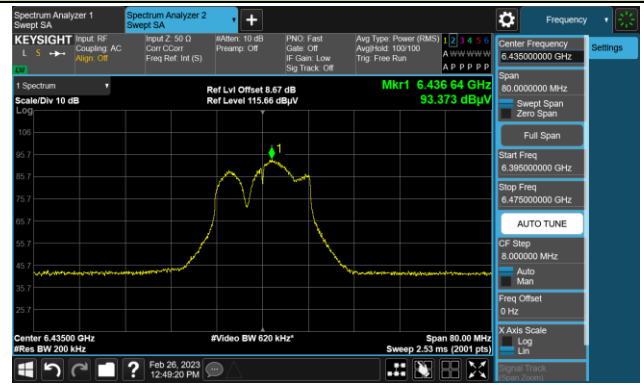 Spectrum Analyzer 1
Swept SA
Spectrum Analyzer 2
Swept SA
+
Frequency
KEYSIGHT
L S
Input: RF
Coupling: AC
Align: Off
Input Z: 50 Ω
Corr CCorr
Freq Ref: Int (S)
#Atten: 10 dB
Preamp: Off
PNO: Fast
Gate: Off
IF Gain: Low
Sig Track: Off
Avg Type: Power (RMS)
Avg|Hold: 100/100
Trig: Free Run
1 2 3 4 5 6
A W W W W W
A P P P P P
LW
1 Spectrum
Scale/Div 10 dB
Log
Ref Lvl Offset 8.67 dB
Ref Level 115.66 dBµV
Mkr1 6.436 64 GHz
93.373 dBµV
106
95.7
85.7
75.7
65.7
55.7
45.7
35.7
25.7
1
Center 6.43500 GHz
#Res BW 200 kHz
#Video BW 620 kHz*
Span 80.00 MHz
Sweep 2.53 ms (2001 pts)
Feb 26, 2023
12:49:20 PM
?
Center Frequency
6.435000000 GHz
Settings
Span
80.0000000 MHz
Swept Span
Zero Span
Full Span
Start Freq
6.395000000 GHz
Stop Freq
6.475000000 GHz
AUTO TUNE
CF Step
8.000000 MHz
Auto
Man
Freq Offset
0 Hz
X Axis Scale
Log
Lin
Signal Track
(Span Zoom)